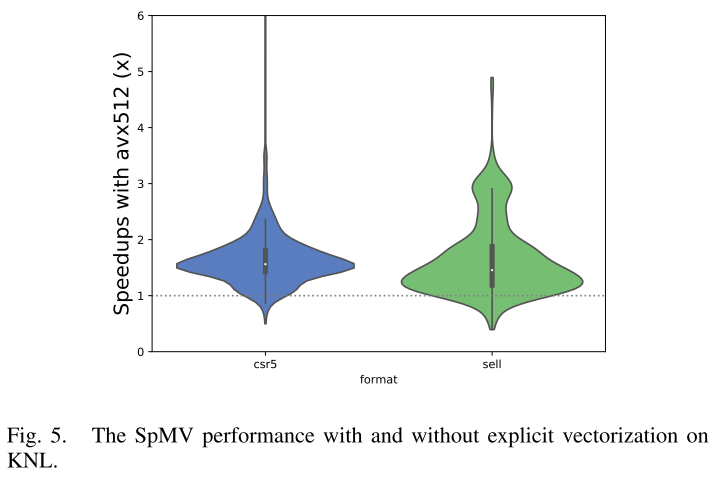 6
5
4
3
2
1
0
Speedups with avx512 (x)
csr5
sell
format
Fig. 5. The SpMV performance with and without explicit vectorization on
KNL.